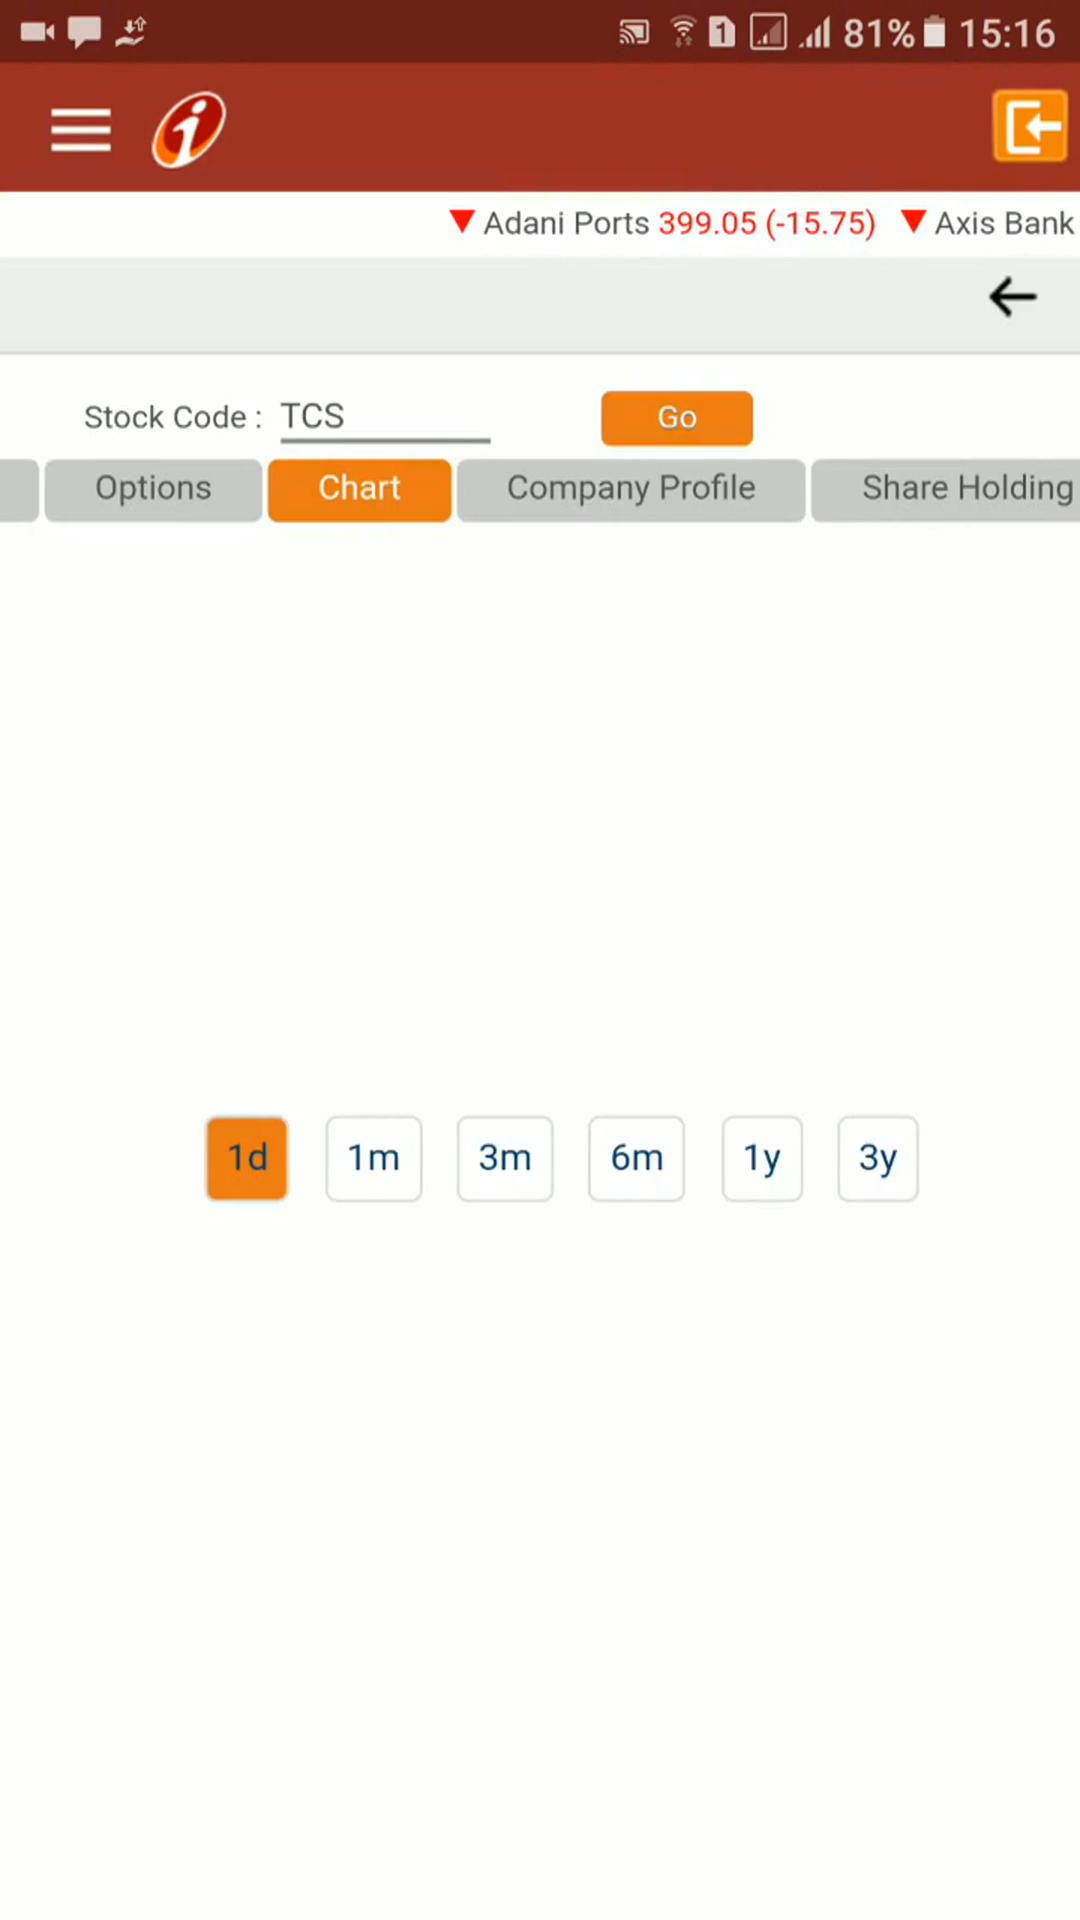 1 81% 15:16
i
Adani Ports 399.05 (-15.75) Axis Bank
Stock Code : TCS Go
Options Chart Company Profile Share Holding
1d 1m 3m 6m 1y 3y